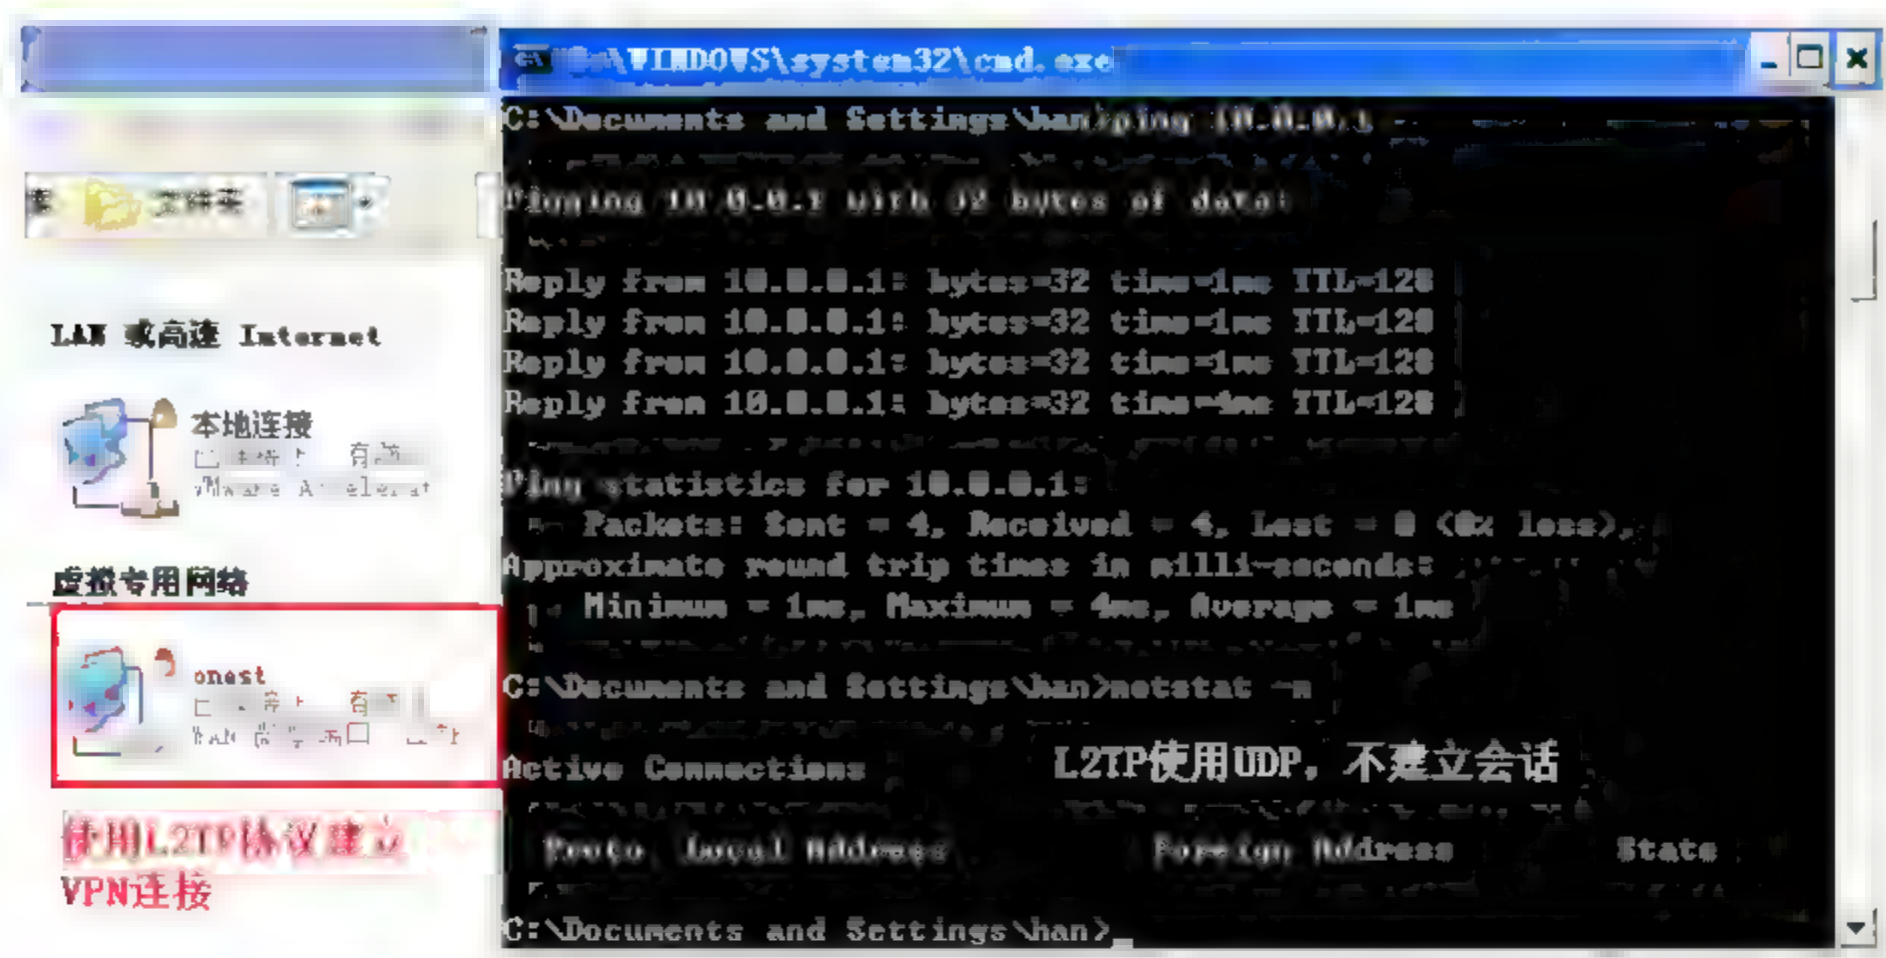 \WINDOWS\system32\cmd.exe
文件夹
LAN 或高速 Internet
本地连接
虚拟专用网络
onest
使用L2TP协议建立
VPN连接
C:\Documents and Settings\han>ping 10.0.0.1
Pinging 10.0.0.1 with 32 bytes of data:
Reply from 10.0.0.1: bytes=32 time=1ms TTL=128
Reply from 10.0.0.1: bytes=32 time=1ms TTL=128
Reply from 10.0.0.1: bytes=32 time=1ms TTL=128
Reply from 10.0.0.1: bytes=32 time=4ms TTL=128
Ping statistics for 10.0.0.1:
Packets: Sent = 4, Received = 4, Lost = 0 (0% loss),
Approximate round trip times in milli-seconds:
Minimum = 1ms, Maximum = 4ms, Average = 1ms
C:\Documents and Settings\han>netstat -n
Active Connections
L2TP使用UDP，不建立会话
Proto Local Address Foreign Address State
C:\Documents and Settings\han>_